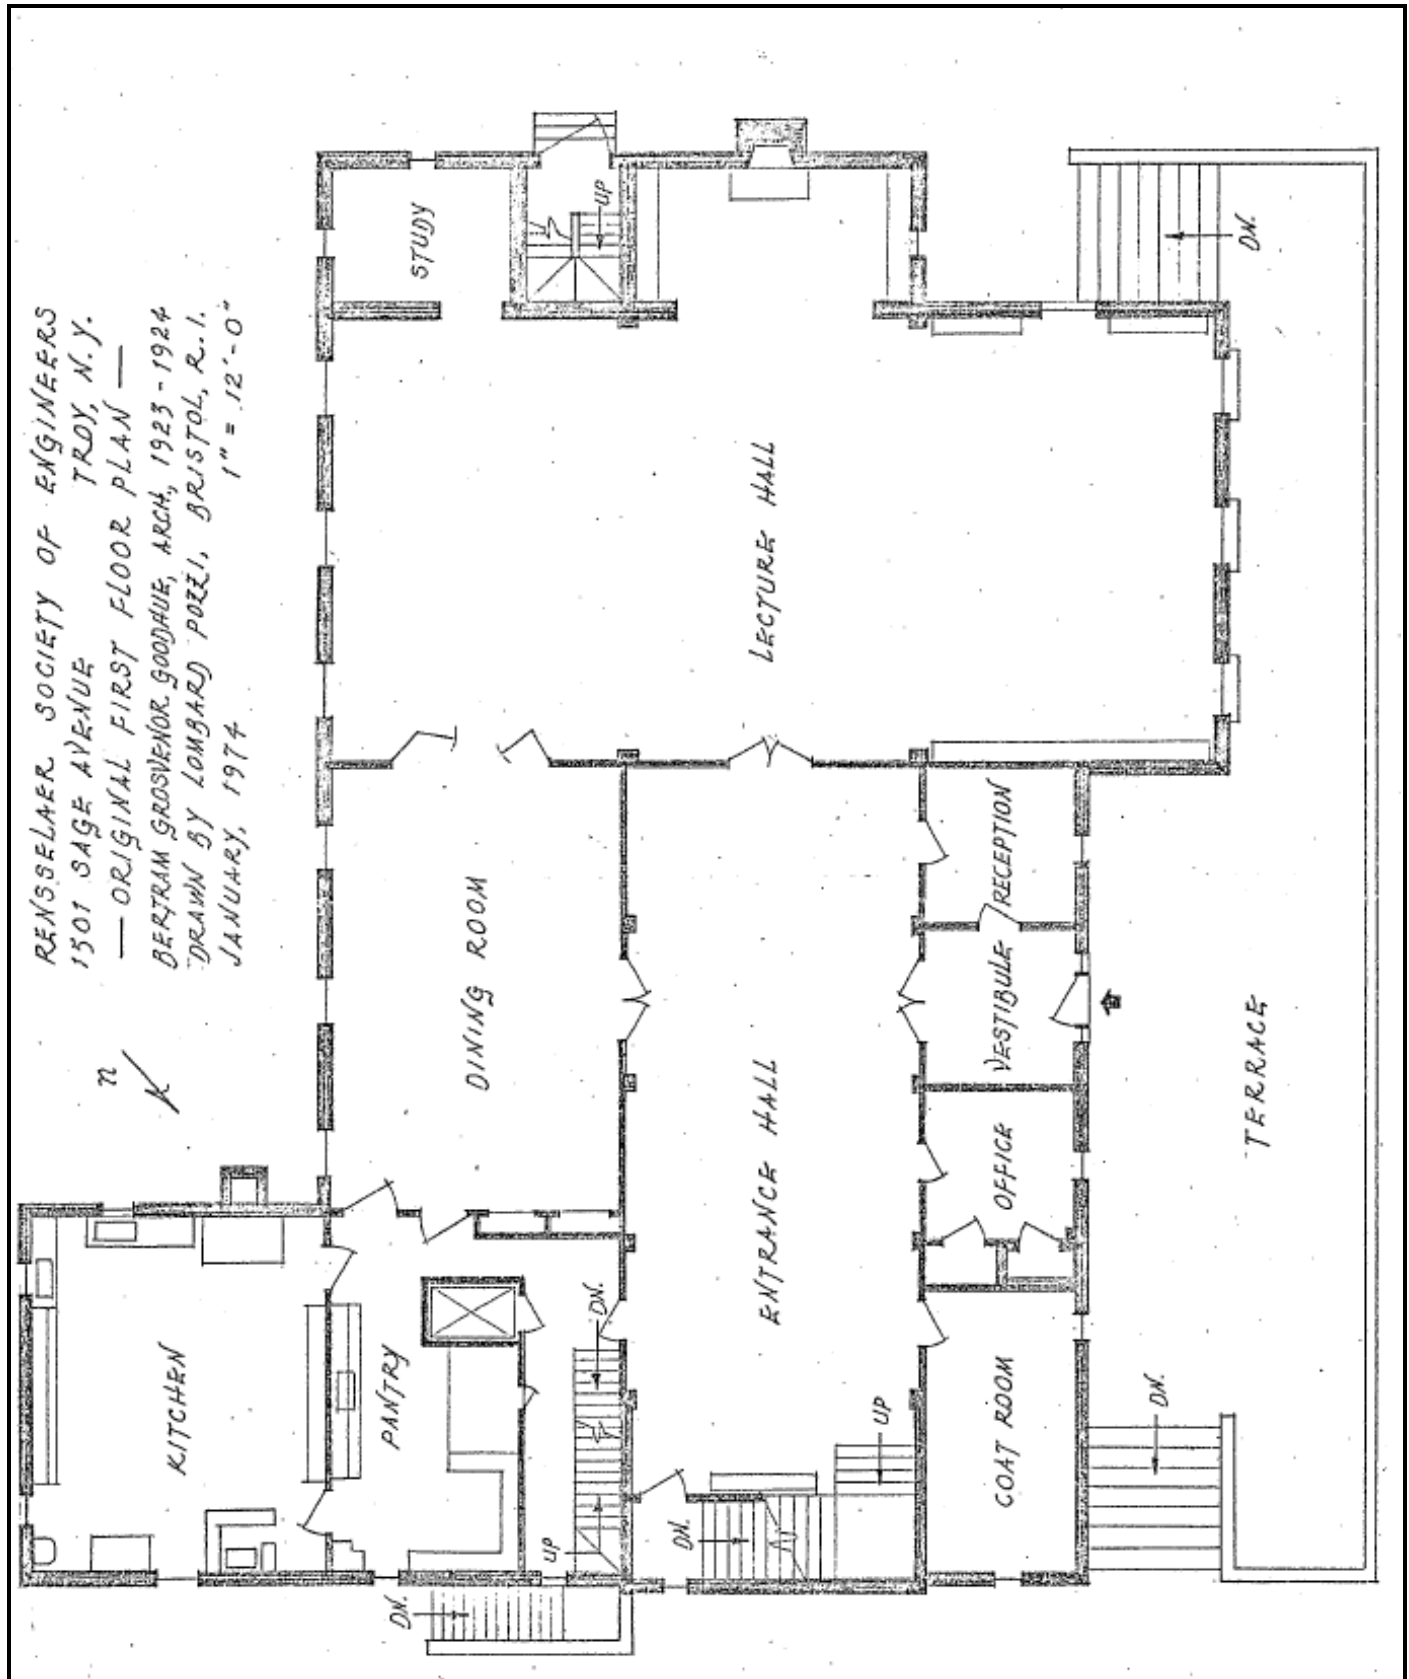 RENSSELAER SOCIETY OF ENGINEERS
1501 SAGE AVENUE TROY, N.Y.
— ORIGINAL FIRST FLOOR PLAN —
BERTRAM GROSVENOR GOODHUE, ARCH., 1923-1924
DRAWN BY LOMBARD POZZI, BRISTOL, R.I.
JANUARY, 1974 1" = 12'-0"
n
STUDY
UP
DN.
LECTURE HALL
DINING ROOM
RECEPTION
VESTIBULE
OFFICE
ENTRANCE HALL
TERRACE
KITCHEN
PANTRY
DN.
UP
DN.
UP
COAT ROOM
DN.
DN.